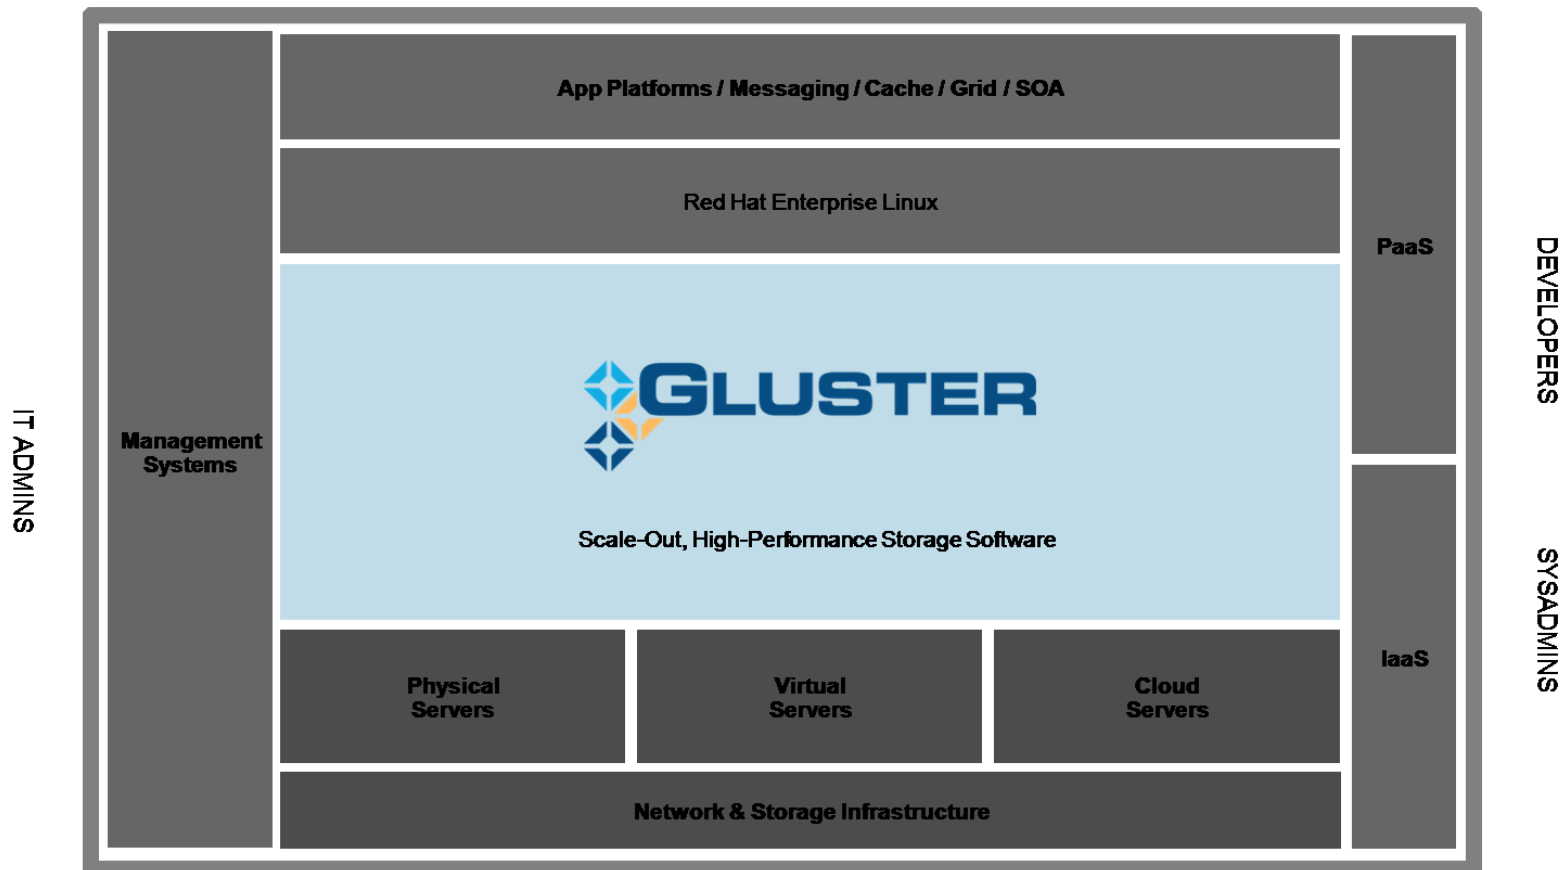 IT ADMINS
Management
Systems
App Platforms / Messaging / Cache / Grid / SOA
Red Hat Enterprise Linux
GLUSTER
Scale-Out, High-Performance Storage Software
Physical
Servers
Virtual
Servers
Cloud
Servers
Network & Storage Infrastructure
PaaS
IaaS
DEVELOPERS
SYSADMINS